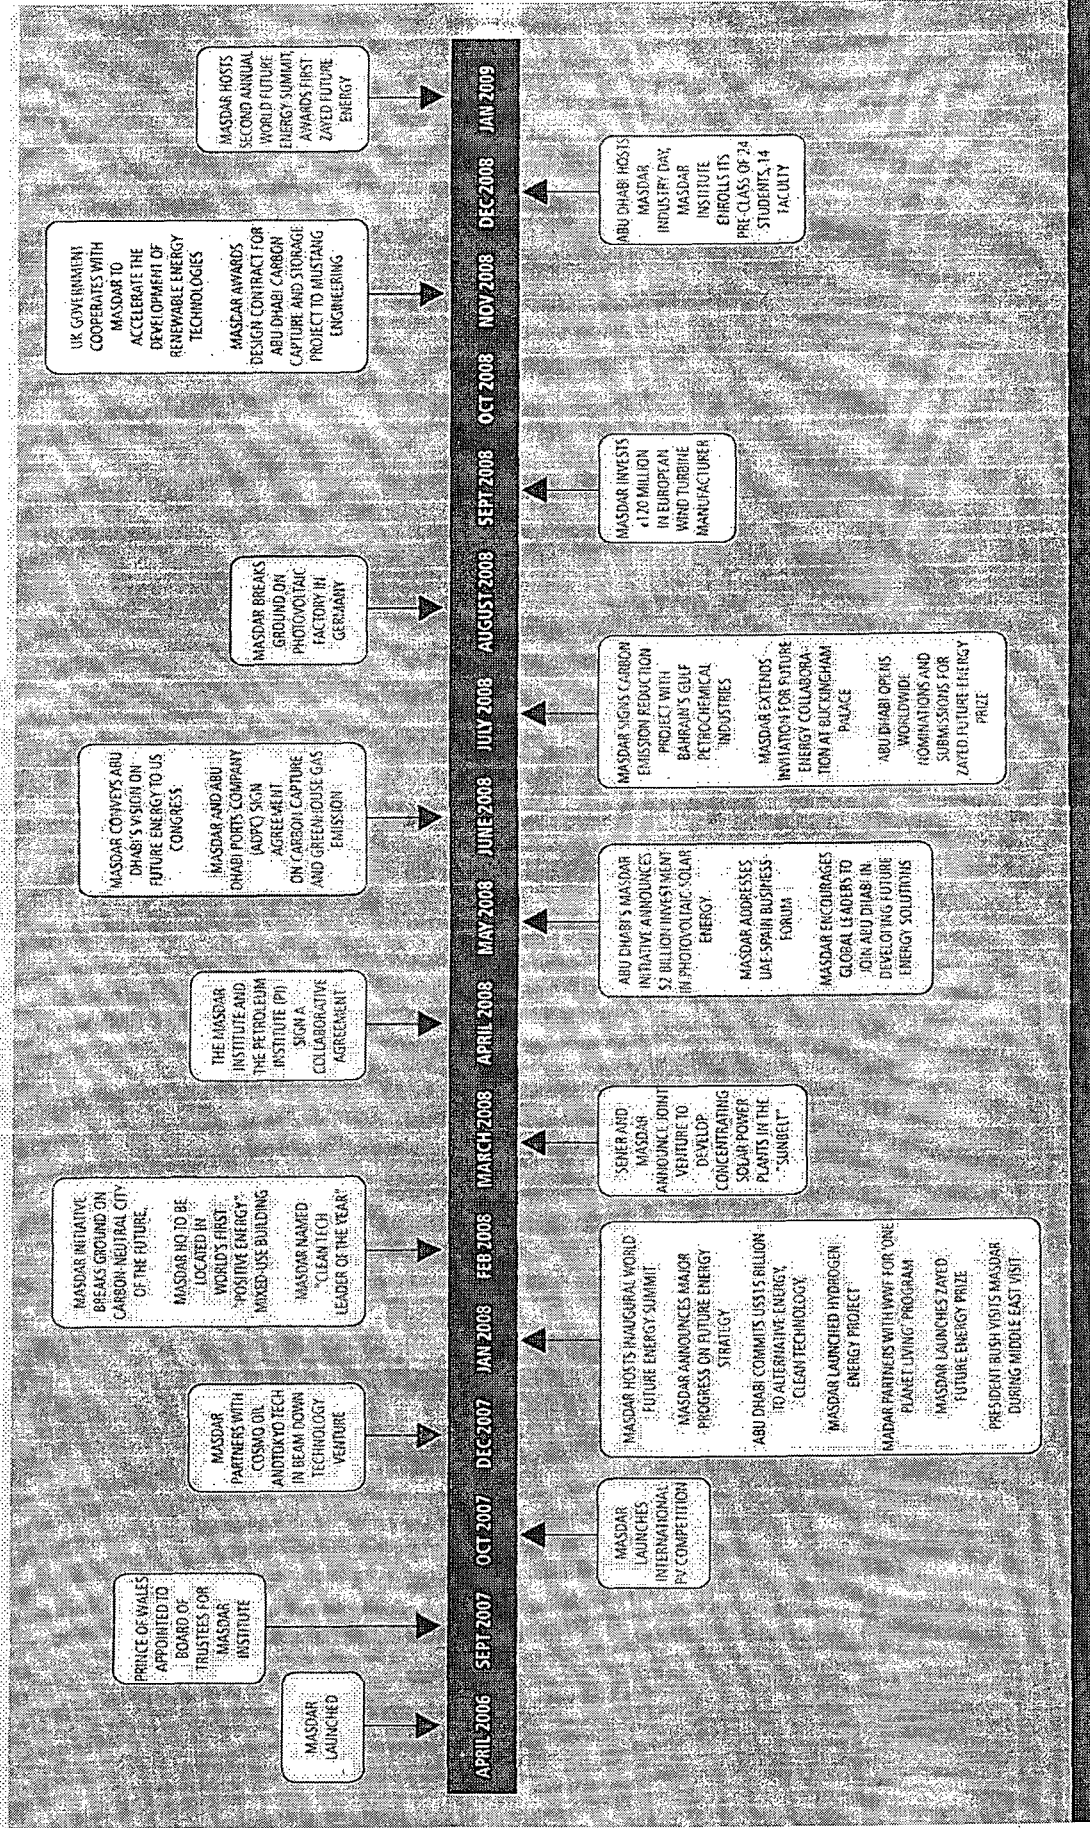 MASDAR
LAUNCHED
PRINCE OF WALES
APPOINTED TO
BOARD OF
TRUSTEES FOR
MASDAR
INSTITUTE
MASDAR
PARTNERS WITH
COSMO OIL
ANDTOKYO TECH
IN BEAM DOWN
TECHNOLOGY
VENTURE
MASDAR INITIATIVE
BREAKS GROUND ON
CARBON NEUTRAL CITY
OF THE FUTURE,
MASDAR HQ TO BE
LOCATED IN
WORLD'S FIRST
"POSITIVE ENERGY"
MIXED-USE BUILDING
MASDAR NAMED
"CLEAN TECH
LEADER OF THE YEAR"
THE MASDAR
INSTITUTE AND
THE PETROLEUM
INSTITUTE (PI)
SIGN A
COLLABORATIVE
AGREEMENT
MASDAR CONVEYS ABU
DHABI'S VISION ON
FUTURE ENERGY TO US
CONGRESS
MASDAR AND ABU
DHABI PORTS COMPANY
(ADPC) SIGN
AGREEMENT
ON CARBON CAPTURE
AND GREENHOUSE GAS
EMISSION
MASDAR BREAKS
GROUND ON
PHOTOVOLTAIC
FACTORY IN
GERMANY
UK GOVERNMENT
COOPERATES WITH
MASDAR TO
ACCELERATE THE
DEVELOPMENT OF
RENEWABLE ENERGY
TECHNOLOGIES
MASDAR AWARDS
DESIGN CONTRACT FOR
ABU DHABI CARBON
CAPTURE AND STORAGE
PROJECT TO MUSTANG
ENGINEERING
MASDAR HOSTS
SECOND ANNUAL
WORLD FUTURE
ENERGY SUMMIT,
AWARDS FIRST
ZAYED FUTURE
ENERGY
APRIL 2006 SEPT 2007 OCT 2007 DEC 2007 JAN 2008 FEB 2008 MARCH 2008 APRIL 2008 MAY 2008 JUNE 2008 JULY 2008 AUGUST 2008 SEPT 2008 OCT 2008 NOV 2008 DEC 2008 JAN 2009
MASDAR
LAUNCHES
INTERNATIONAL
PV COMPETITION
MASDAR HOSTS INAUGURAL WORLD
FUTURE ENERGY SUMMIT
MASDAR ANNOUNCES MAJOR
PROGRESS ON FUTURE ENERGY
STRATEGY
ABU DHABI COMMITS US$15 BILLION
TO ALTERNATIVE ENERGY,
CLEAN TECHNOLOGY,
MASDAR LAUNCHED HYDROGEN
ENERGY PROJECT
MADAR PARTNERS WITH WWF FOR 'ONE
PLANET LIVING' PROGRAM
MASDAR LAUNCHES ZAYED
FUTURE ENERGY PRIZE
PRESIDENT BUSH VISITS MASDAR
DURING MIDDLE EAST VISIT
SENER AND
MASDAR
ANNOUNCE JOINT
VENTURE TO
DEVELOP
CONCENTRATING
SOLAR POWER
PLANTS IN THE
"SUNBELT"
ABU DHABI'S MASDAR
INITIATIVE ANNOUNCES
$2 BILLION INVESTMENT
IN PHOTOVOLTAIC SOLAR
ENERGY
MASDAR ADDRESSES
UAE-SPAIN BUSINESS
FORUM
MASDAR ENCOURAGES
GLOBAL LEADERS TO
JOIN ABU DHABI IN
DEVELOPING FUTURE
ENERGY SOLUTIONS
MASDAR SIGNS CARBON
EMISSION REDUCTION
PROJECT WITH
BAHRAIN'S GULF
PETROCHEMICAL
INDUSTRIES
MASDAR EXTENDS
INVITATION FOR FUTURE
ENERGY COLLABORA-
TION AT BUCKINGHAM
PALACE
ABU DHABI OPENS
WORLDWIDE
NOMINATIONS AND
SUBMISSIONS FOR
ZAYED FUTURE ENERGY
PRIZE
MASDAR INVESTS
€120 MILLION
IN EUROPEAN
WIND TURBINE
MANUFACTURER
ABU DHABI HOSTS
MASDAR
INDUSTRY DAY,
MASDAR
INSTITUTE
ENROLLS ITS
PRE-CLASS OF 24
STUDENTS, 14
FACULTY